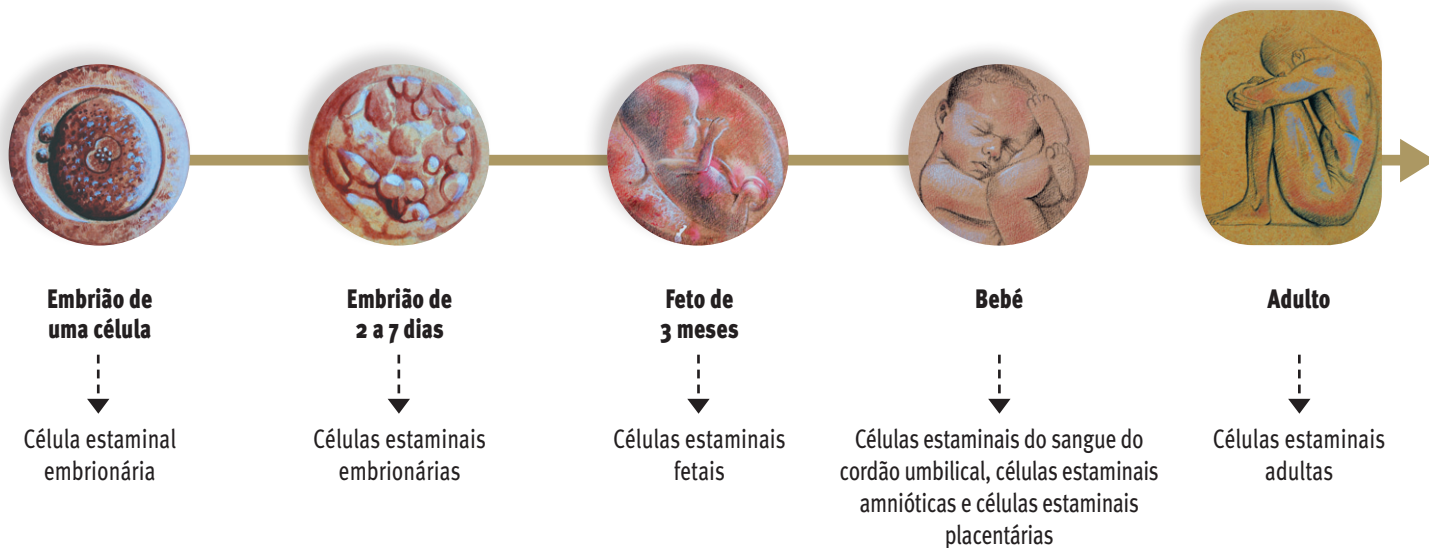 Embrião de
uma célula
Célula estaminal
embrionária
Embrião de
2 a 7 dias
Células estaminais
embrionárias
Feto de
3 meses
Células estaminais
fetais
Bebé
Células estaminais do sangue do
cordão umbilical, células estaminais
amnióticas e células estaminais
placentárias
Adulto
Células estaminais
adultas